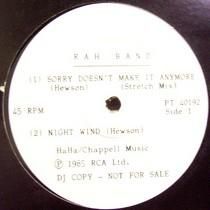 RAH BAND
(1) SORRY DOESN'T MAKE IT ANYMORE
(Hewson) (Stretch Mix)
45 RPM PT 40192
Side 1
(2) NIGHT WIND (Hewson)
HaHa/Chappell Music
Ⓟ 1985 RCA Ltd.
DJ COPY - NOT FOR SALE